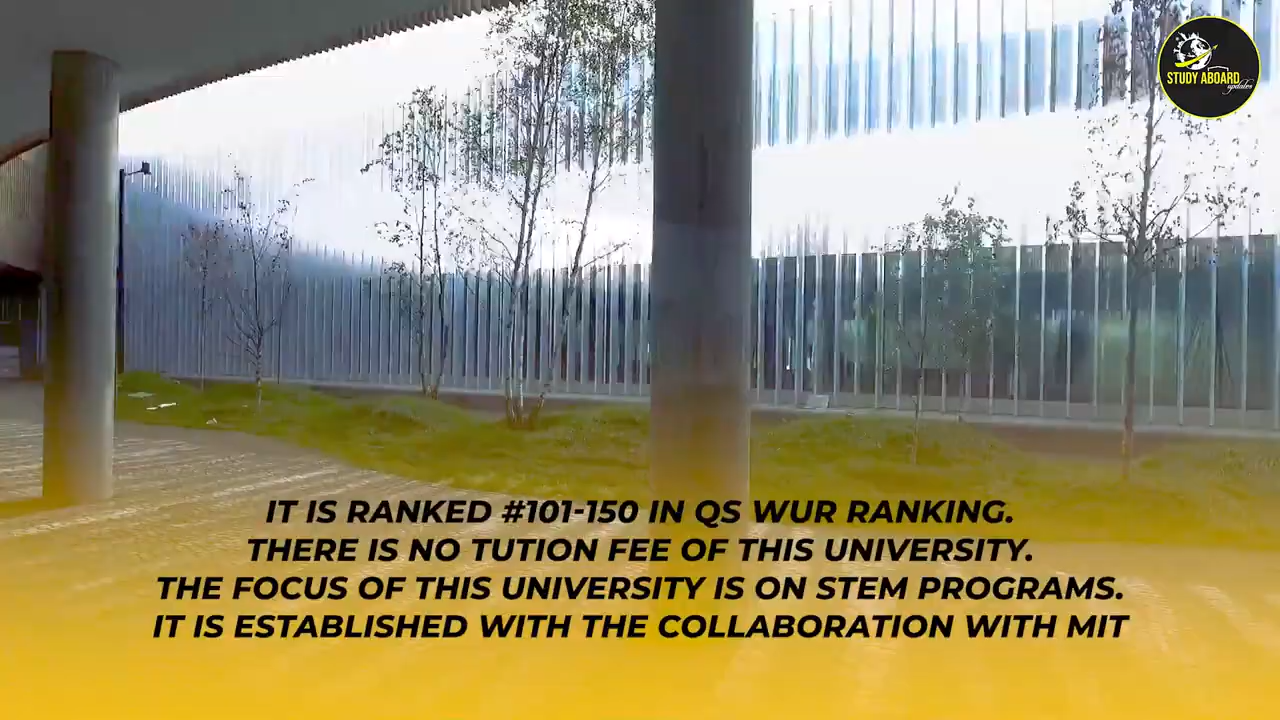 STUDY ABOARD
updates
IT IS RANKED #101-150 IN QS WUR RANKING.
THERE IS NO TUTION FEE OF THIS UNIVERSITY.
THE FOCUS OF THIS UNIVERSITY IS ON STEM PROGRAMS.
IT IS ESTABLISHED WITH THE COLLABORATION WITH MIT